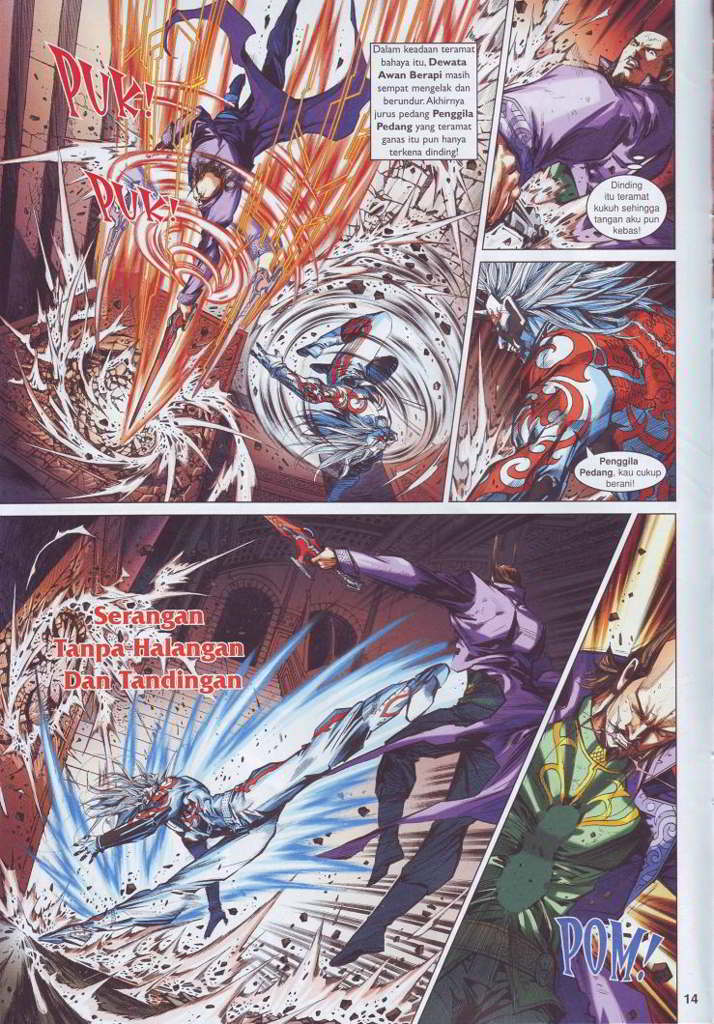 PUK!
PUK!
Dalam keadaan teramat
bahaya itu, Dewata
Awan Berapi masih
sempat mengelak dan
berundur. Akhirnya
jurus pedang Penggila
Pedang yang teramat
ganas itu pun hanya
terkena dinding!
Dinding
itu teramat
kukuh sehingga
tangan aku pun
kebas!
Penggila
Pedang, kau cukup
berani!
Serangan
Tanpa Halangan
Dan Tandingan
POM!
14